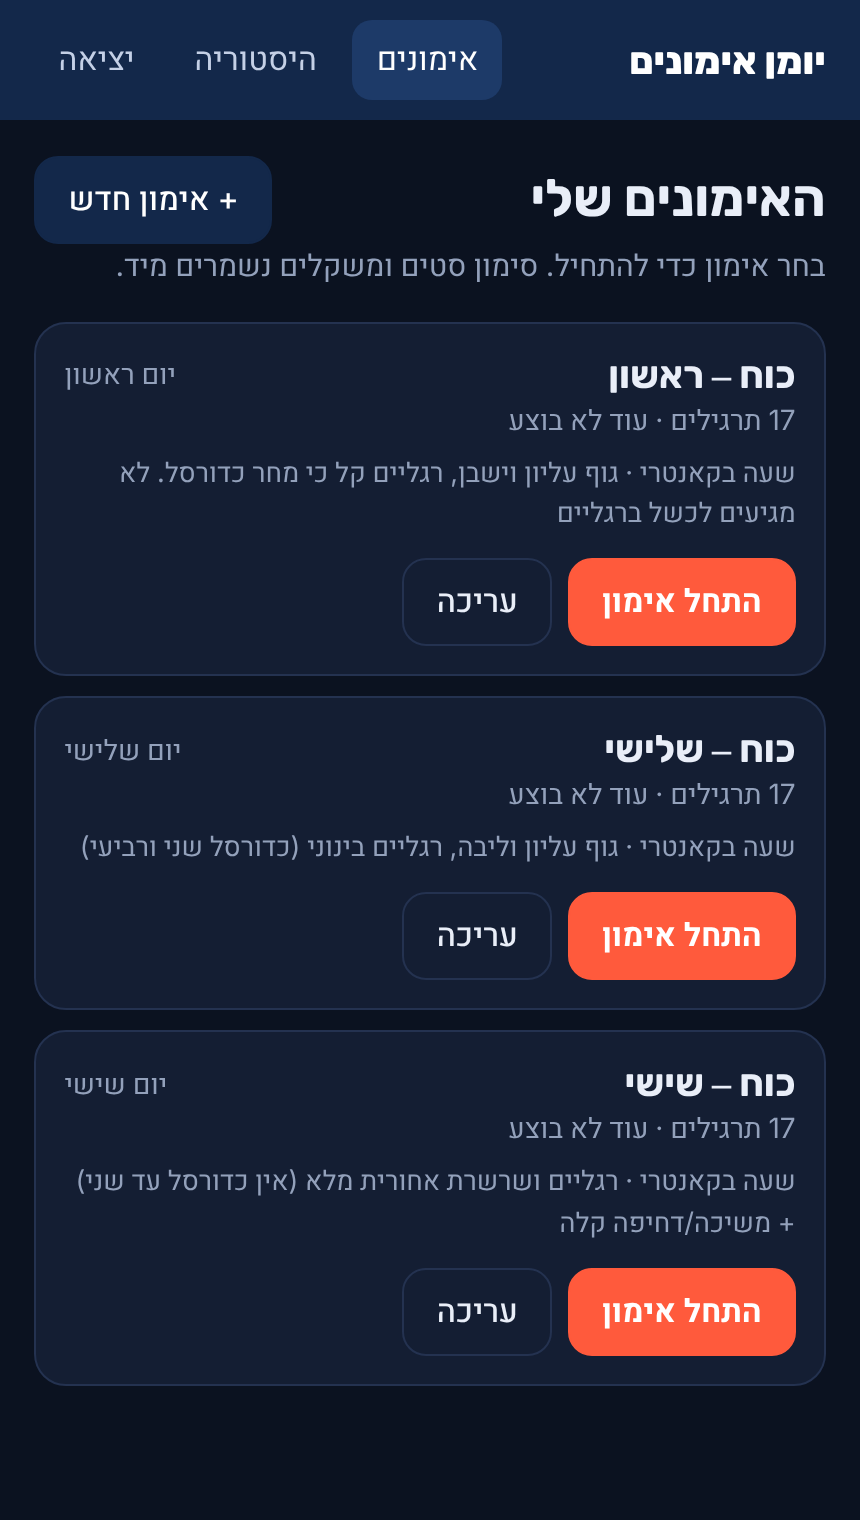 יומן אימונים
אימונים
היסטוריה
יציאה
האימונים שלי
+ אימון חדש
בחר אימון כדי להתחיל. סימון סטים ומשקלים נשמרים מיד.
כוח – ראשון
יום ראשון
17 תרגילים · עוד לא בוצע
שעה בקאנטרי · גוף עליון וישבן, רגליים קל כי מחר כדורסל. לא
מגיעים לכשל ברגליים
התחל אימון
עריכה
כוח – שלישי
יום שלישי
17 תרגילים · עוד לא בוצע
שעה בקאנטרי · גוף עליון וליבה, רגליים בינוני (כדורסל שני ורביעי)
התחל אימון
עריכה
כוח – שישי
יום שישי
17 תרגילים · עוד לא בוצע
שעה בקאנטרי · רגליים ושרשרת אחורית מלא (אין כדורסל עד שני)
+ משיכה/דחיפה קלה
התחל אימון
עריכה